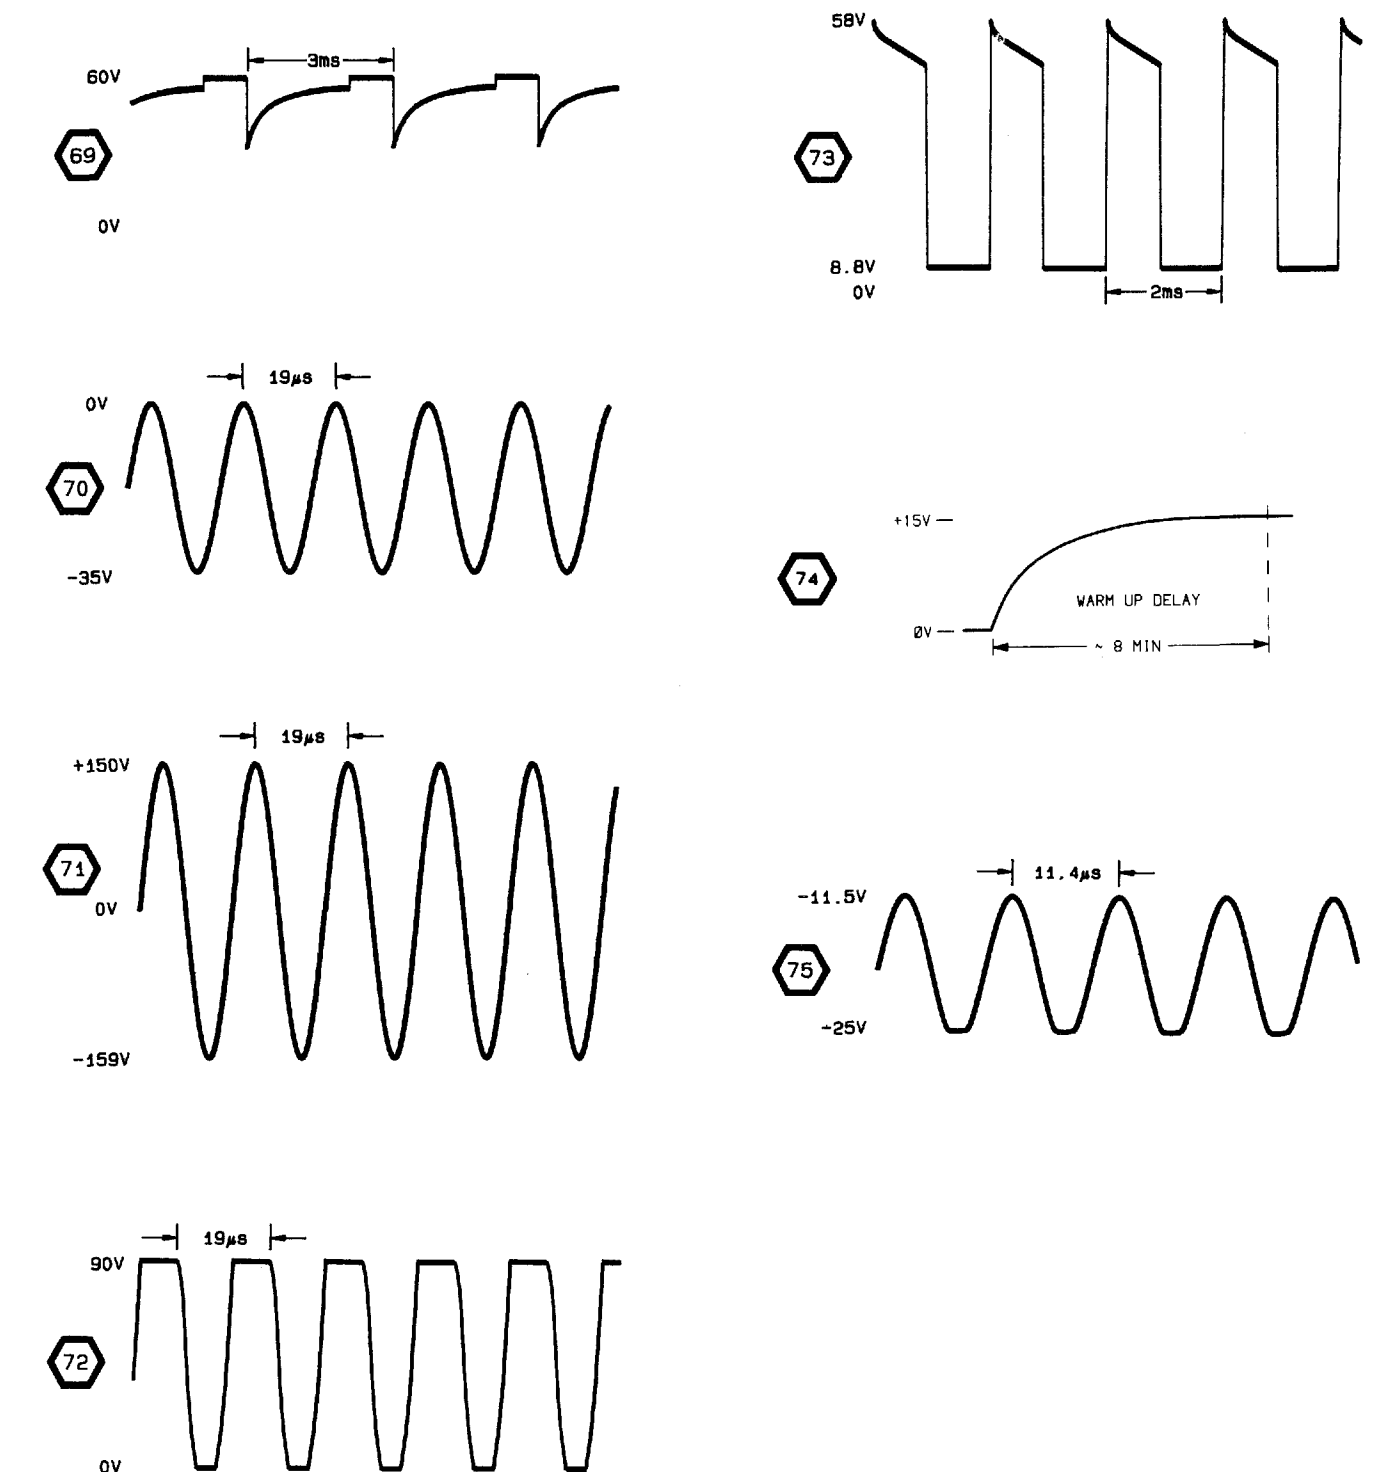 60V
3ms
69
0V
19µs
0V
70
-35V
19µs
+150V
71
0V
-159V
19µs
90V
72
0V
58V
73
8.8V
0V
2ms
+15V
74
WARM UP DELAY
0V
~ 8 MIN
11.4µs
-11.5V
75
-25V